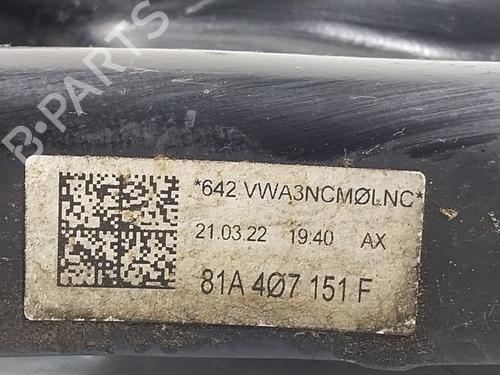 B-PARTS
*642 VWA3NCMØLNC*
21.03.22 19:40 AX
81A 4Ø7 151 F